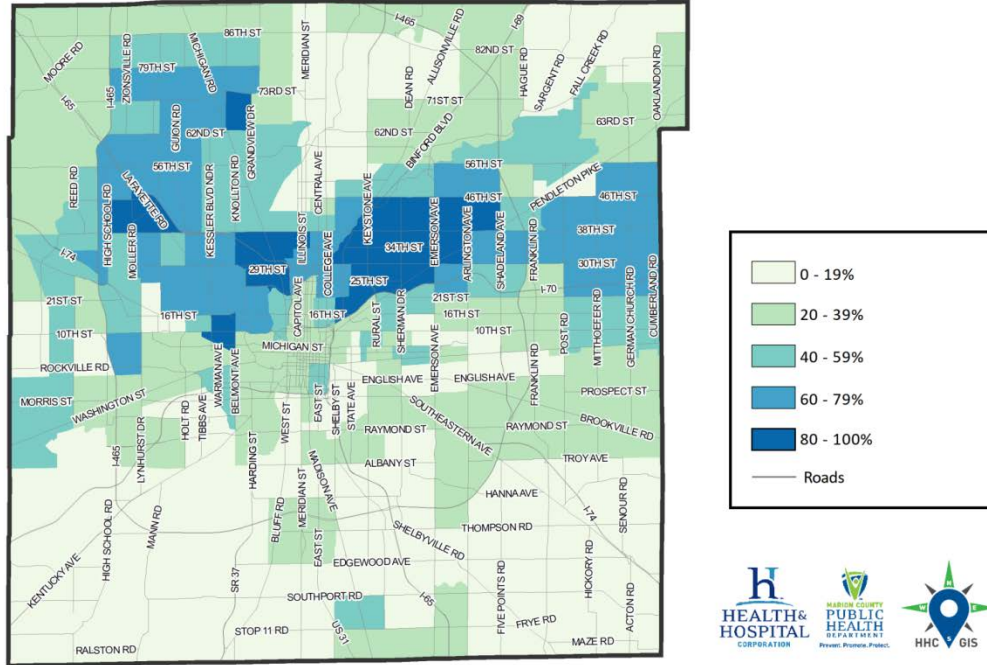 86TH ST
I-465
I-69
MOORE RD
ZIONSVILLE RD
MICHIGAN RD
MERIDIAN ST
ALLISONVILLE RD
82ND ST
79TH ST
I-465
DEAN RD
HAGUE RD
SARGENT RD
FALL CREEK RD
OAKLANDON RD
I-65
73RD ST
71ST ST
GUION RD
62ND ST
GRANDVIEW DR
62ND ST
BINFORD BLVD
63RD ST
REED RD
56TH ST
KNOLLTON RD
CENTRAL AVE
56TH ST
PENDLETON PIKE
LAFAYETTE RD
KESSLER BLVD NDR
KEYSTONE AVE
46TH ST
46TH ST
HIGH SCHOOL RD
MOLLER RD
ILLINOIS ST
COLLEGE AVE
34TH ST
EMERSON AVE
ARLINGTON AVE
SHADELAND AVE
FRANKLIN RD
38TH ST
I-74
29TH ST
25TH ST
30TH ST
CUMBERLAND RD
21ST ST
CAPITOL AVE
21ST ST
I-70
16TH ST
16TH ST
RURAL ST
SHERMAN DR
16TH ST
POST RD
MITTHOEFER RD
GERMAN CHURCH RD
10TH ST
MICHIGAN ST
10TH ST
ROCKVILLE RD
WARMAN AVE
BELMONT AVE
ENGLISH AVE
EMERSON AVE
ENGLISH AVE
FRANKLIN RD
PROSPECT ST
MORRIS ST
WASHINGTON ST
HOLT RD
TIBBS AVE
WEST ST
EAST ST
SHELBY ST
STATE AVE
SOUTHEASTERN AVE
BROOKVILLE RD
I-465
LYNHURST DR
HARDING ST
RAYMOND ST
RAYMOND ST
MADISON AVE
ALBANY ST
TROY AVE
HIGH SCHOOL RD
MANN RD
BLUFF RD
MERIDIAN ST
HANNA AVE
SENOUR RD
SHELBYVILLE RD
THOMPSON RD
I-74
EAST ST
EDGEWOOD AVE
KENTUCKY AVE
SR 37
SOUTHPORT RD
I-65
FIVE POINTS RD
HICKORY RD
ACTON RD
STOP 11 RD
US 31
FRYE RD
RALSTON RD
MAZE RD
0 - 19%
20 - 39%
40 - 59%
60 - 79%
80 - 100%
Roads
h
HEALTH&
HOSPITAL
CORPORATION
MARION COUNTY
PUBLIC
HEALTH
DEPARTMENT
Prevent. Promote. Protect.
N
W
E
S
HHC GIS